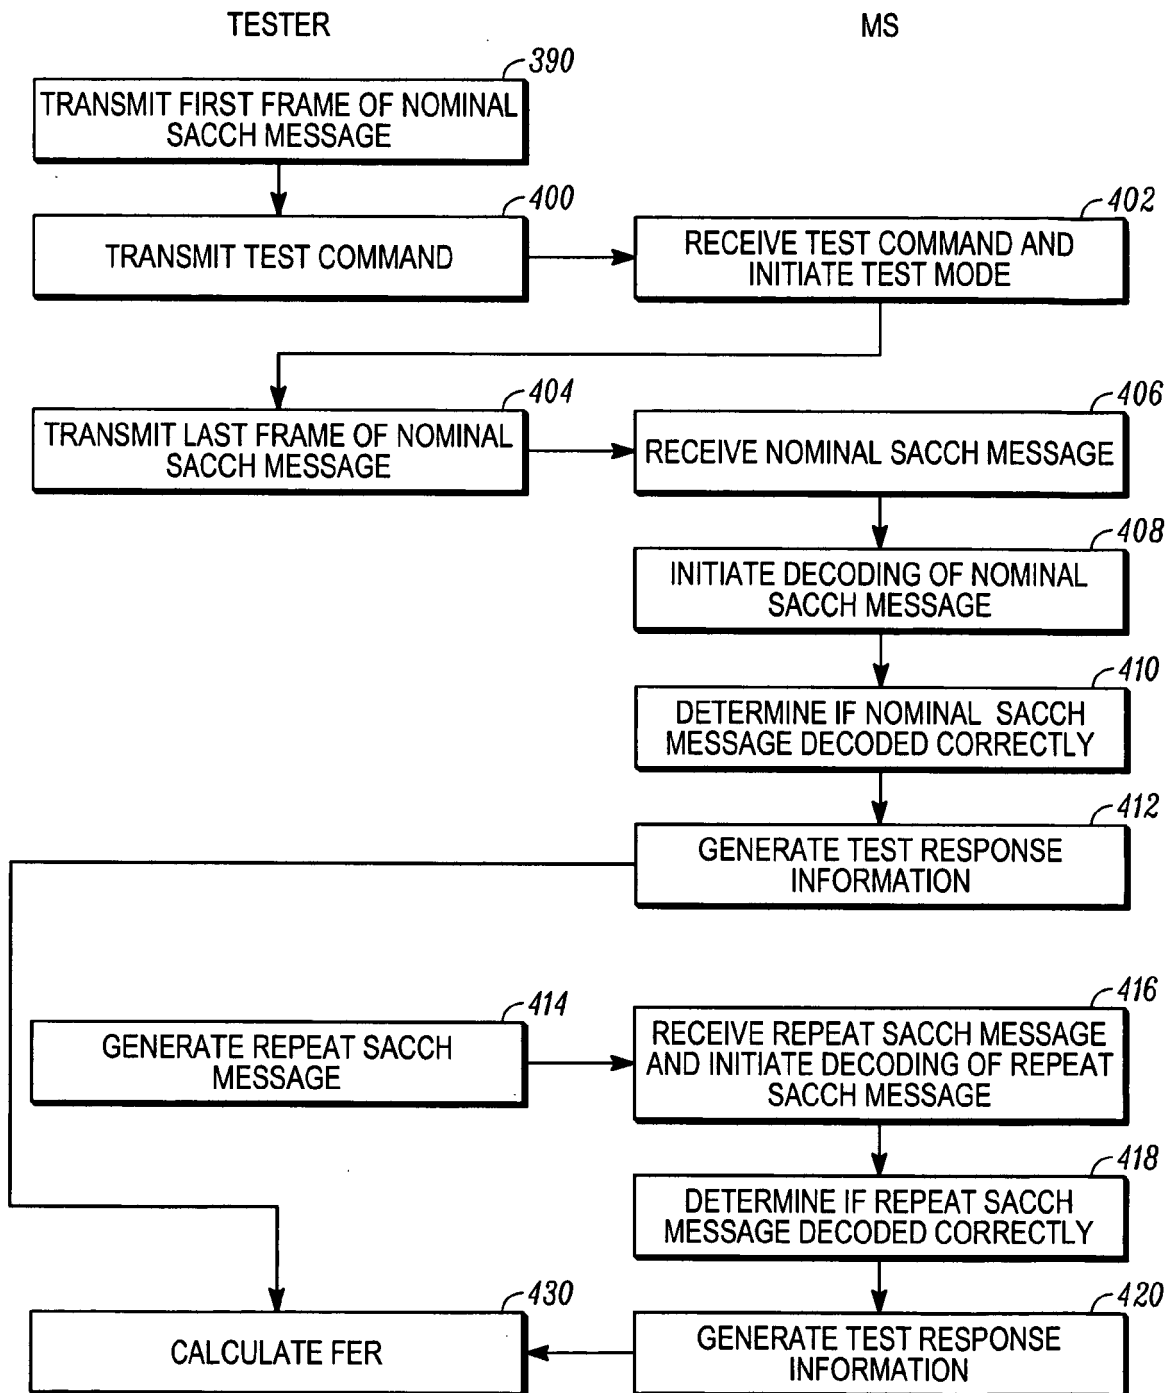 TESTER
MS
390
TRANSMIT FIRST FRAME OF NOMINAL
SACCH MESSAGE
400
TRANSMIT TEST COMMAND
402
RECEIVE TEST COMMAND AND
INITIATE TEST MODE
404
TRANSMIT LAST FRAME OF NOMINAL
SACCH MESSAGE
406
RECEIVE NOMINAL SACCH MESSAGE
408
INITIATE DECODING OF NOMINAL
SACCH MESSAGE
410
DETERMINE IF NOMINAL SACCH
MESSAGE DECODED CORRECTLY
412
GENERATE TEST RESPONSE
INFORMATION
414
GENERATE REPEAT SACCH
MESSAGE
416
RECEIVE REPEAT SACCH MESSAGE
AND INITIATE DECODING OF REPEAT
SACCH MESSAGE
418
DETERMINE IF REPEAT SACCH
MESSAGE DECODED CORRECTLY
430
CALCULATE FER
420
GENERATE TEST RESPONSE
INFORMATION